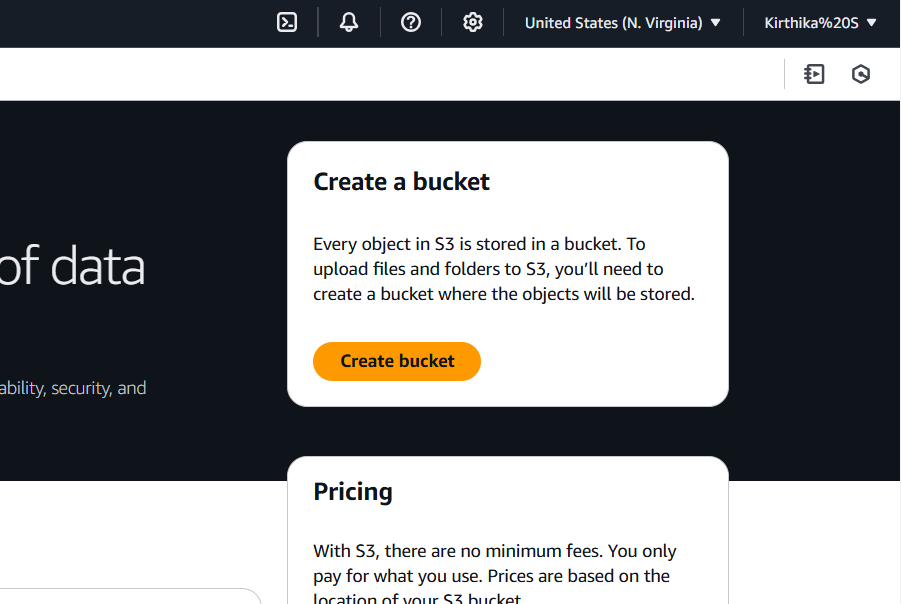 United States (N. Virginia) ▼
Kirthika%20S ▼
of data
ability, security, and
Create a bucket
Every object in S3 is stored in a bucket. To
upload files and folders to S3, you’ll need to
create a bucket where the objects will be stored.
Create bucket
Pricing
With S3, there are no minimum fees. You only
pay for what you use. Prices are based on the
location of your S3 bucket.